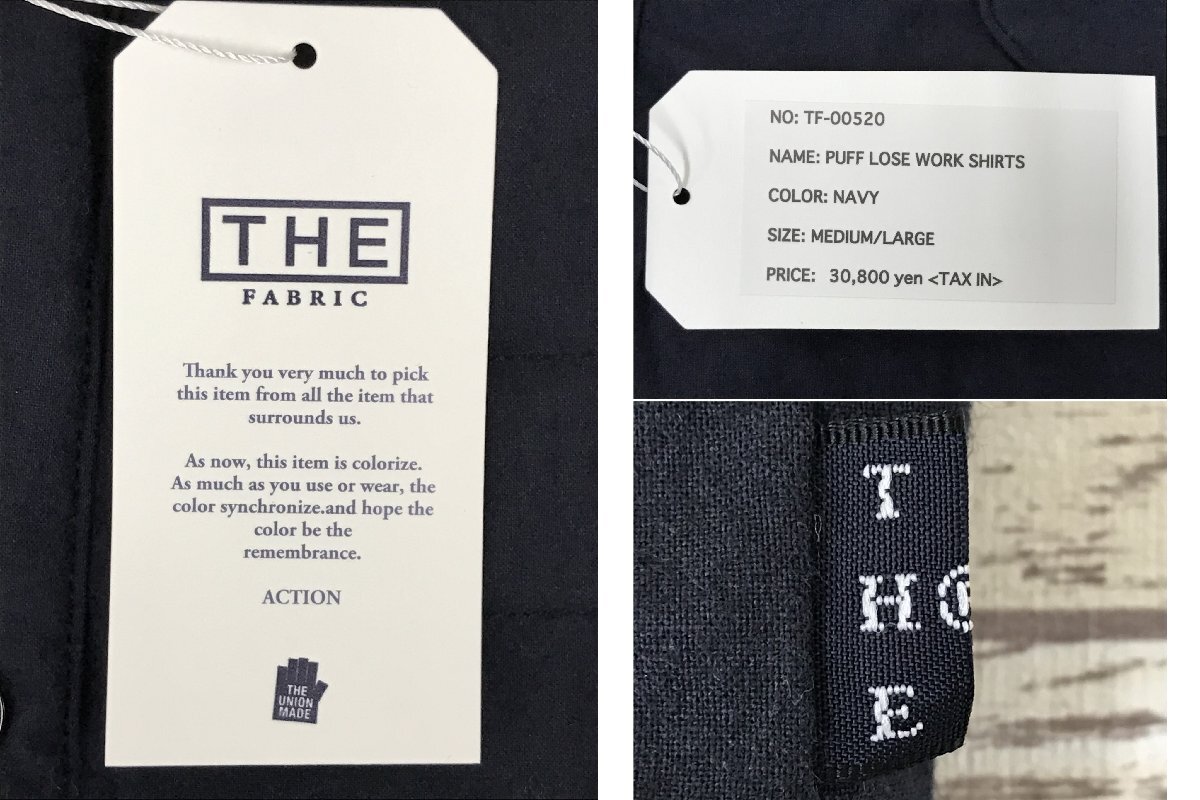 THE
FABRIC
Thank you very much to pick
this item from all the item that
surrounds us.
As now, this item is colorize.
As much as you use or wear, the
color synchronize.and hope the
color be the
remembrance.
ACTION
THE
UNION
MADE
NO: TF-00520
NAME: PUFF LOSE WORK SHIRTS
COLOR: NAVY
SIZE: MEDIUM/LARGE
PRICE: 30,800 yen <TAX IN>
T
H
E